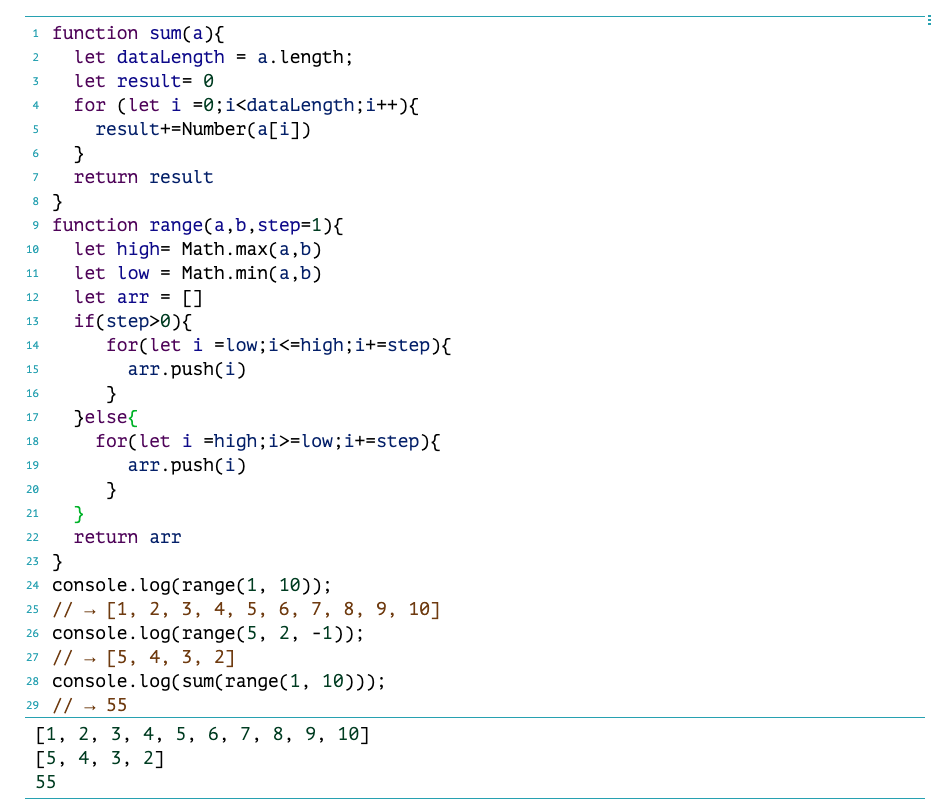 1 function sum(a){
2   let dataLength = a.length;
3   let result= 0
4   for (let i =0;i<dataLength;i++){
5     result+=Number(a[i])
6   }
7   return result
8 }
9 function range(a,b,step=1){
10   let high= Math.max(a,b)
11   let low = Math.min(a,b)
12   let arr = []
13   if(step>0){
14      for(let i =low;i<=high;i+=step){
15        arr.push(i)
16      }
17   }else{
18     for(let i =high;i>=low;i+=step){
19        arr.push(i)
20      }
21   }
22   return arr
23 }
24 console.log(range(1, 10));
25 // → [1, 2, 3, 4, 5, 6, 7, 8, 9, 10]
26 console.log(range(5, 2, -1));
27 // → [5, 4, 3, 2]
28 console.log(sum(range(1, 10)));
29 // → 55
[1, 2, 3, 4, 5, 6, 7, 8, 9, 10]
[5, 4, 3, 2]
55